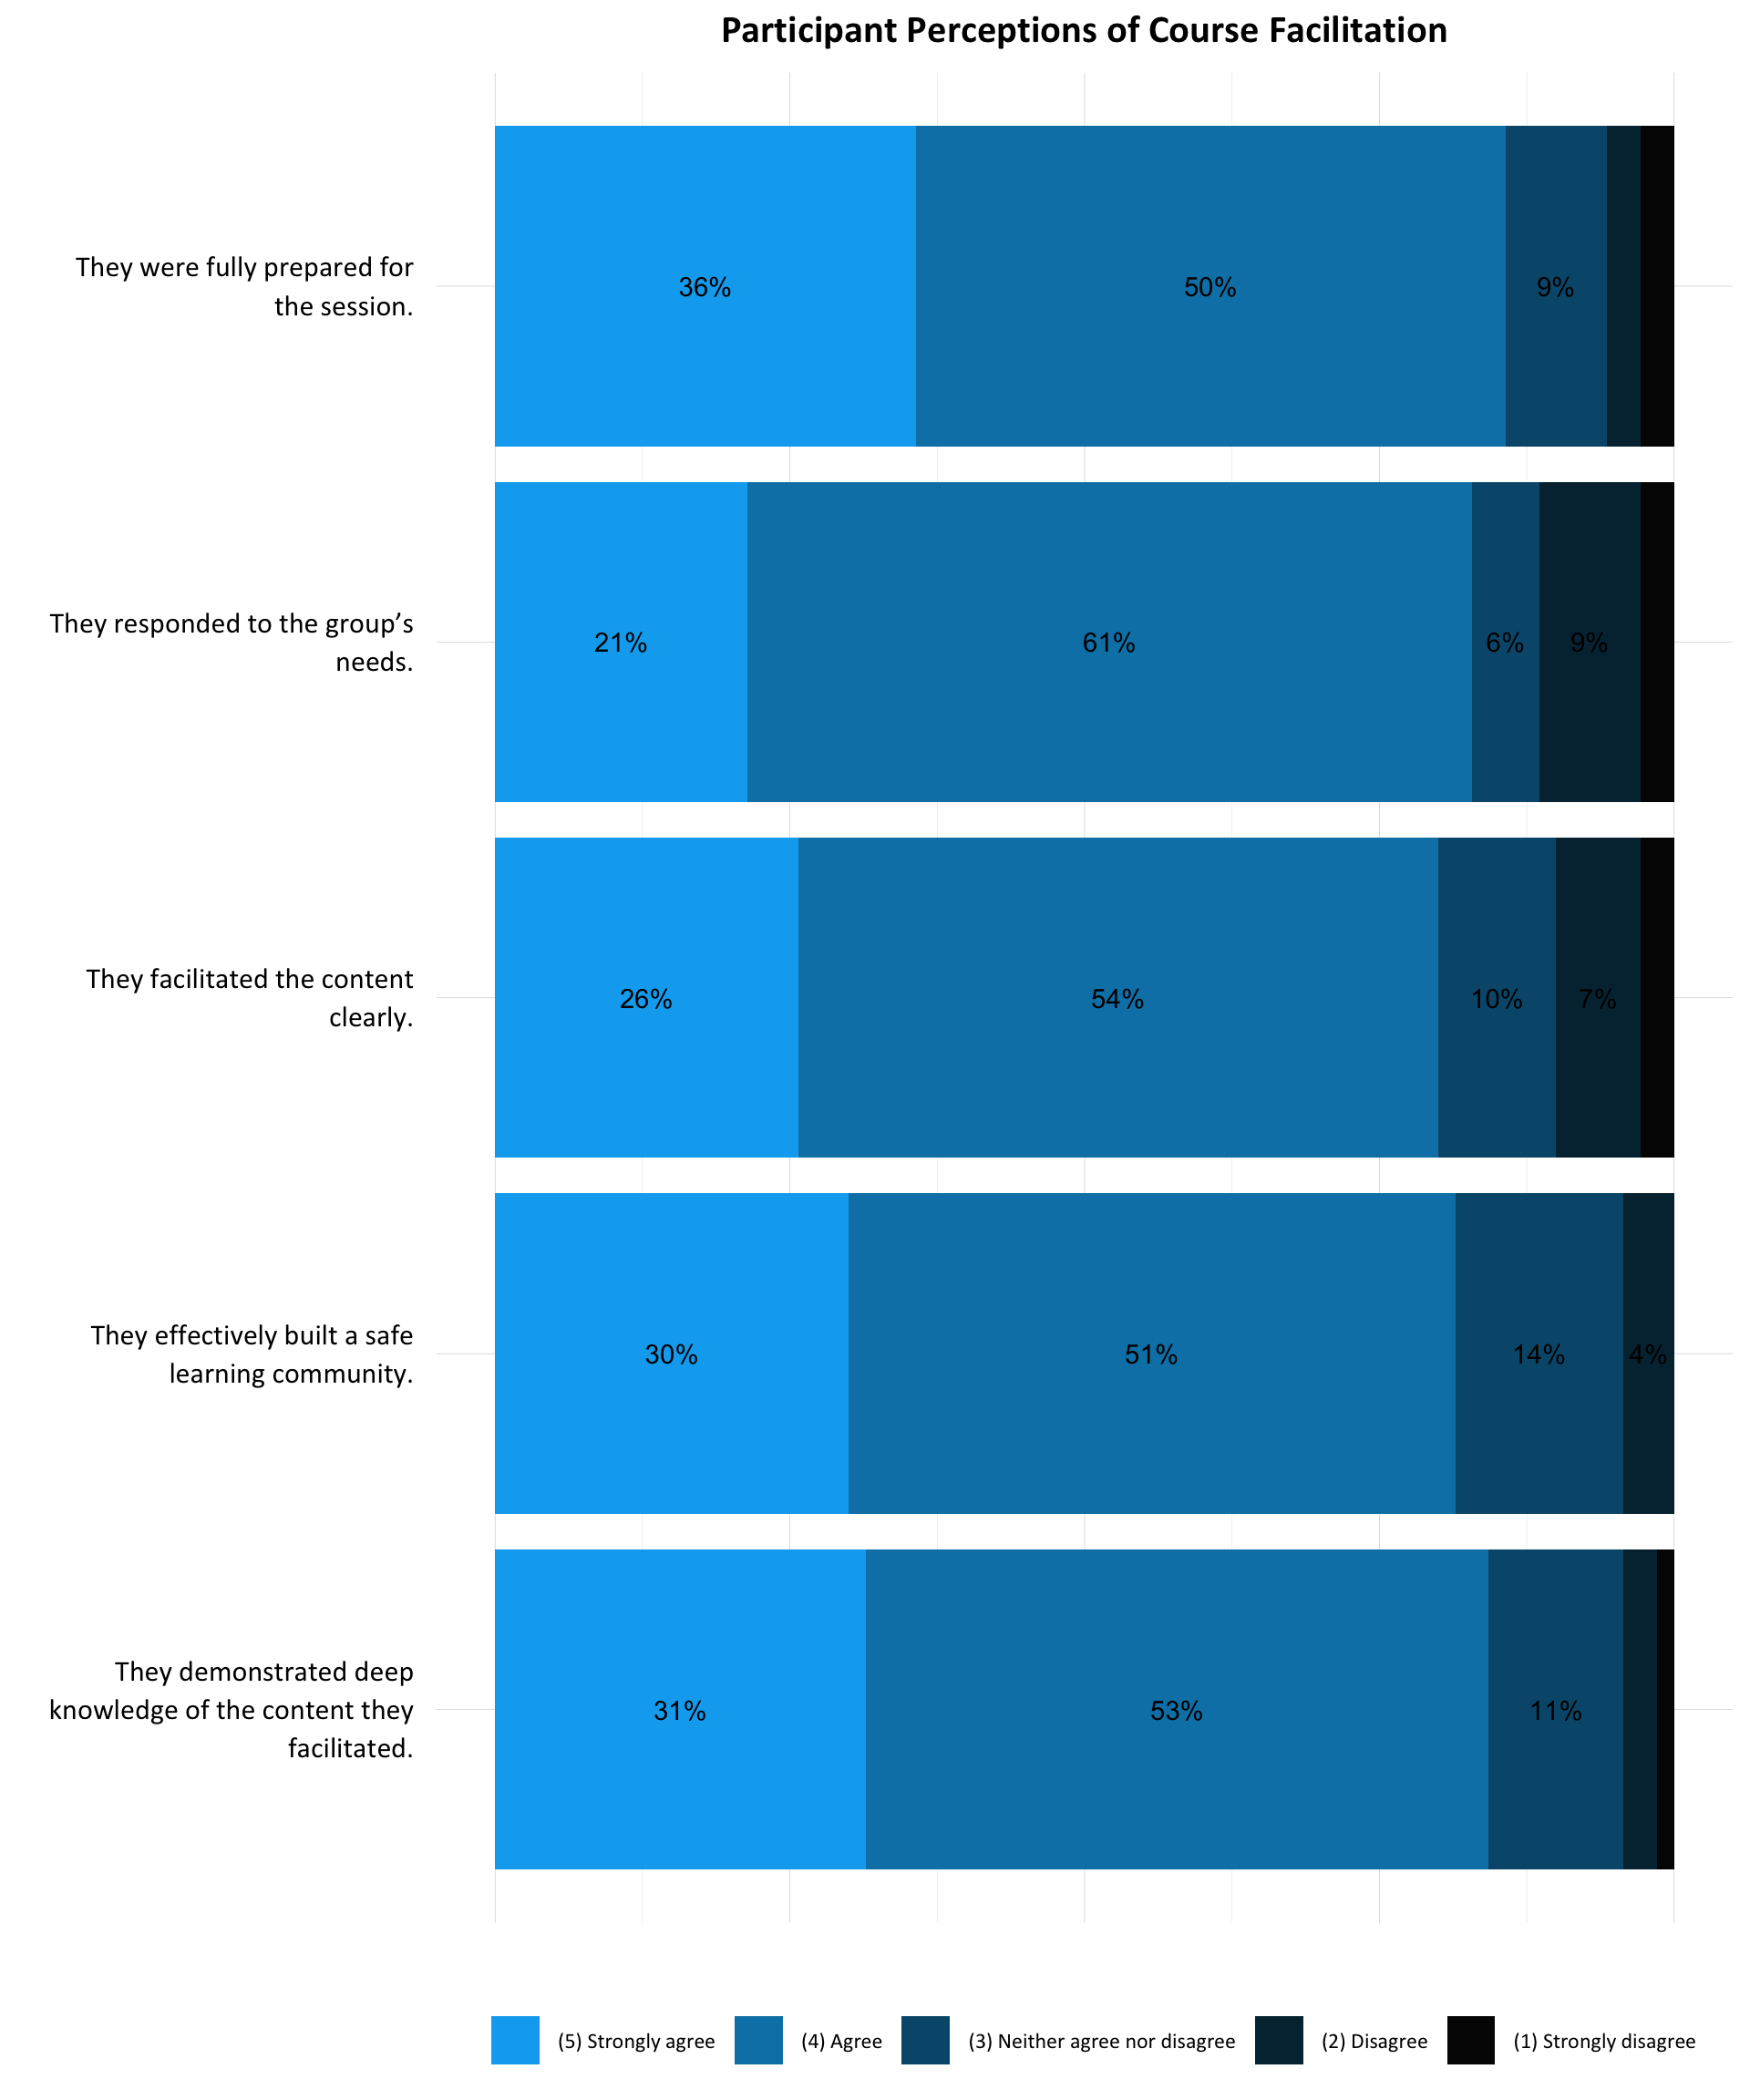 Participant Perceptions of Course Facilitation
They were fully prepared for
the session.
36% 50% 9%
They responded to the group’s
needs.
21% 61% 6% 9%
They facilitated the content
clearly.
26% 54% 10% 7%
They effectively built a safe
learning community.
30% 51% 14% 4%
They demonstrated deep
knowledge of the content they
facilitated.
31% 53% 11%
(5) Strongly agree (4) Agree (3) Neither agree nor disagree (2) Disagree (1) Strongly disagree